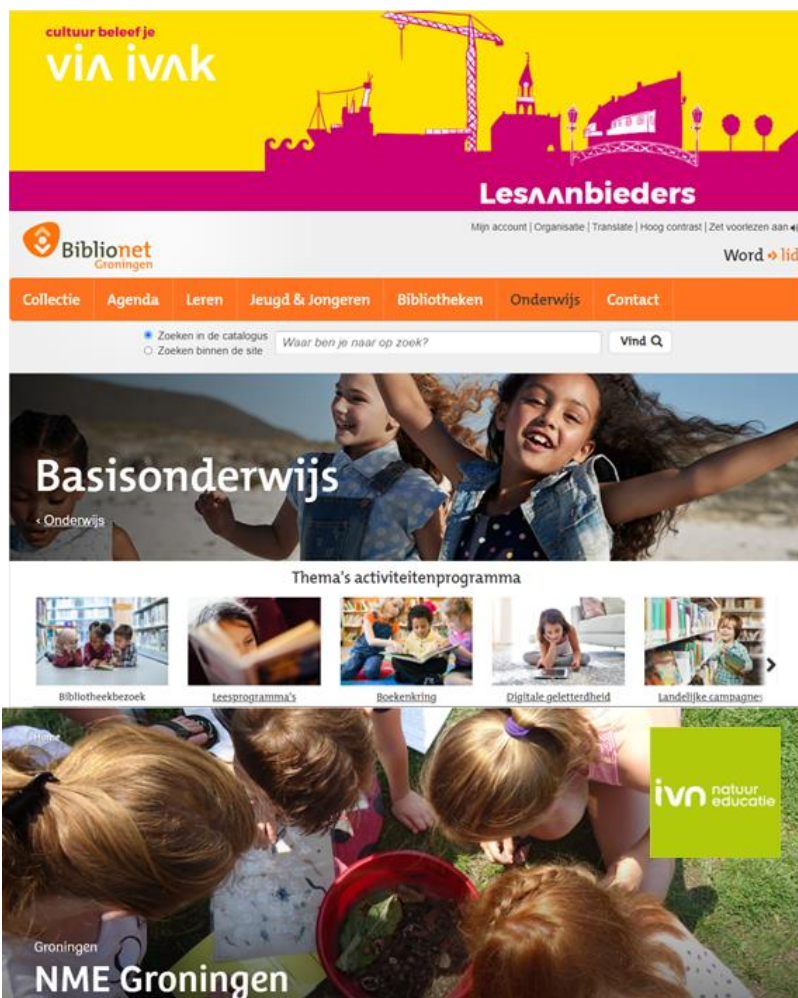 cultuur beleef je
via ivak
Lesaanbieders
Mijn account | Organisatie | Translate | Hoog contrast | Zet voorlezen aan
Biblionet
Groningen
Word lid
Collectie Agenda Leren Jeugd & Jongeren Bibliotheken Onderwijs Contact
Zoeken in de catalogus
Zoeken binnen de site
Waar ben je naar op zoek?
Vind
Basisonderwijs
‹ Onderwijs
Thema's activiteitenprogramma
Bibliotheekbezoek Leesprogramma's Boekenkring Digitale geletterdheid Landelijke campagnes
Home
ivn natuur
educatie
Groningen
NME Groningen